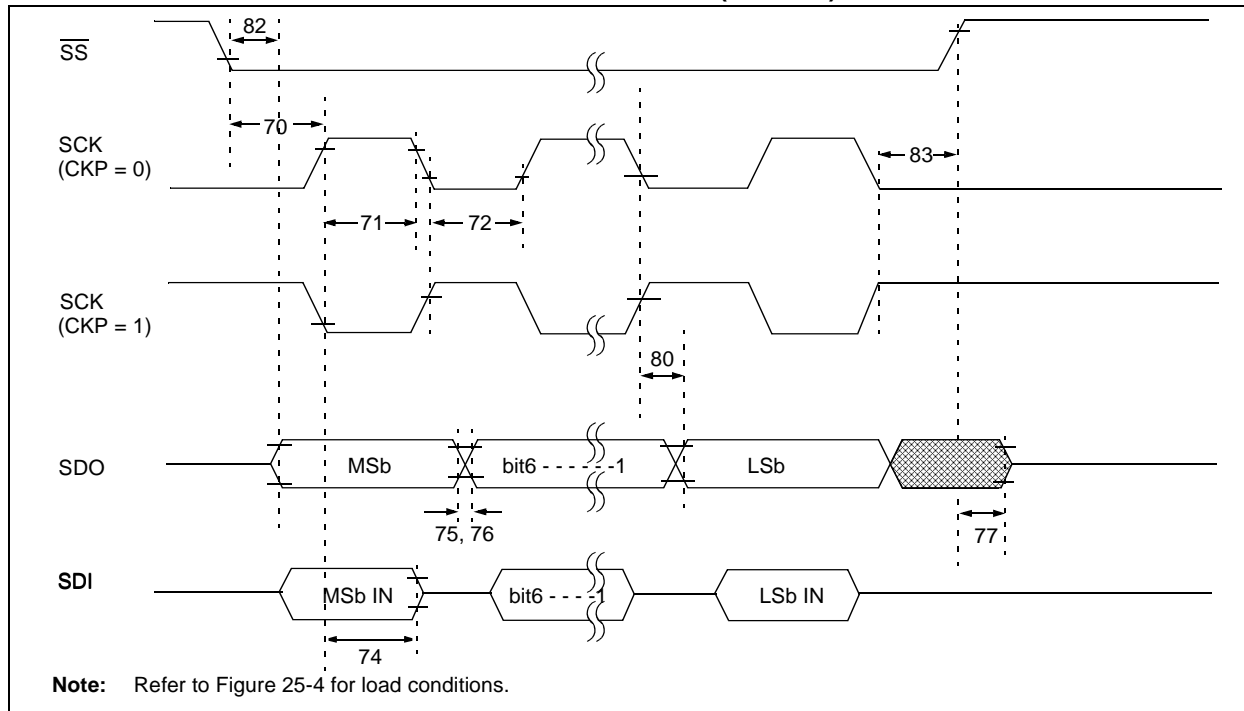 82
SS
70
SCK
(CKP = 0)
83
71
72
SCK
(CKP = 1)
80
SDO
MSb
bit6 - - - - - -1
LSb
75, 76
77
SDI
MSb IN
bit6 - - - -1
LSb IN
74
Note: Refer to Figure 25-4 for load conditions.